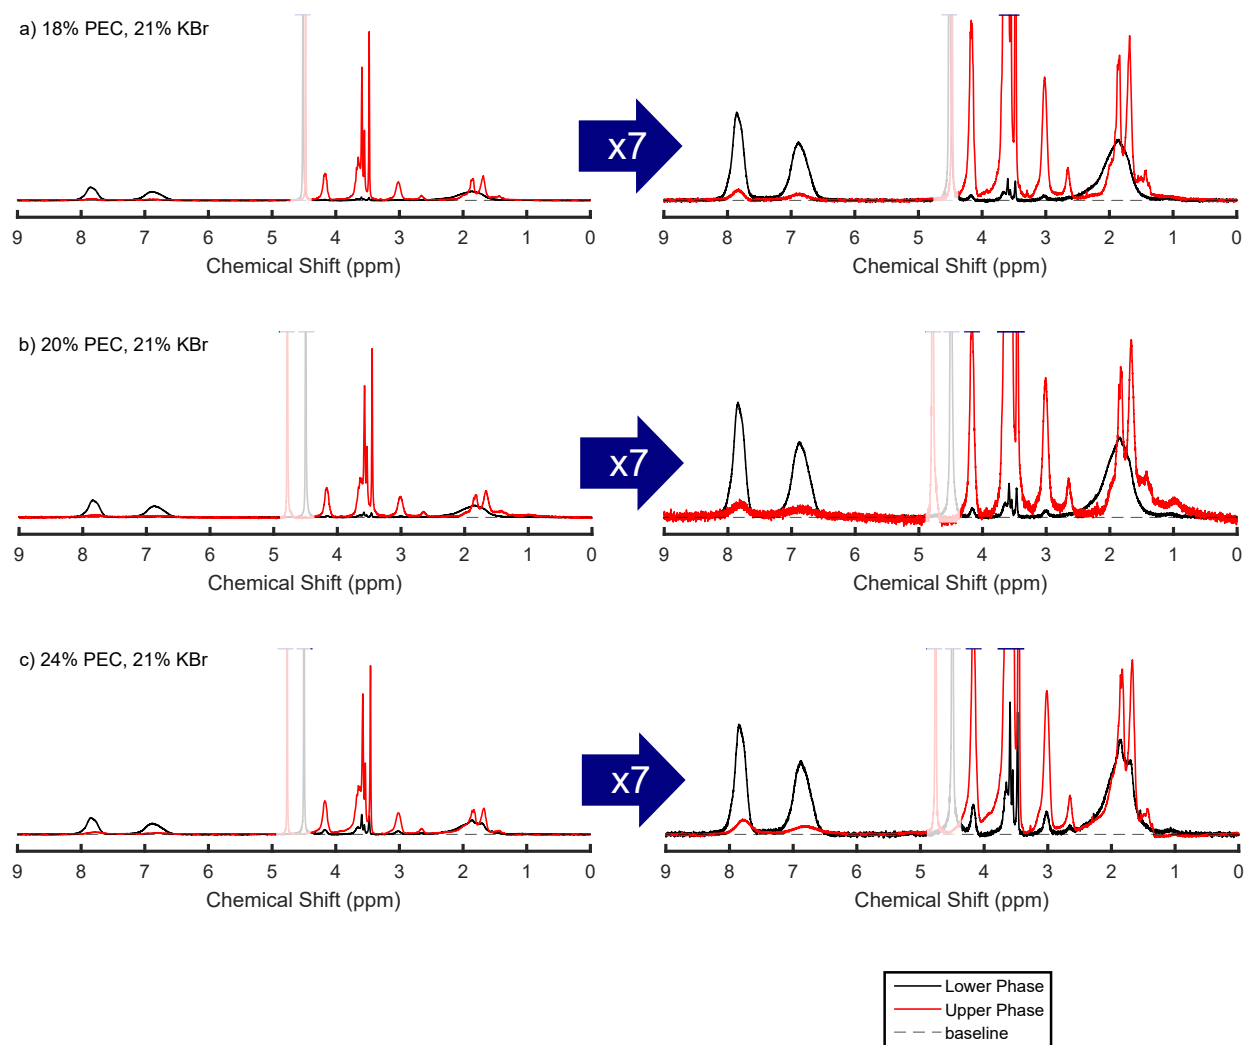 a) 18% PEC, 21% KBr
x7
9 8 7 6 5 4 3 2 1 0
9 8 7 6 5 4 3 2 1 0
Chemical Shift (ppm)
Chemical Shift (ppm)
b) 20% PEC, 21% KBr
x7
9 8 7 6 5 4 3 2 1 0
9 8 7 6 5 4 3 2 1 0
Chemical Shift (ppm)
Chemical Shift (ppm)
c) 24% PEC, 21% KBr
x7
9 8 7 6 5 4 3 2 1 0
9 8 7 6 5 4 3 2 1 0
Chemical Shift (ppm)
Chemical Shift (ppm)
Lower Phase
Upper Phase
baseline